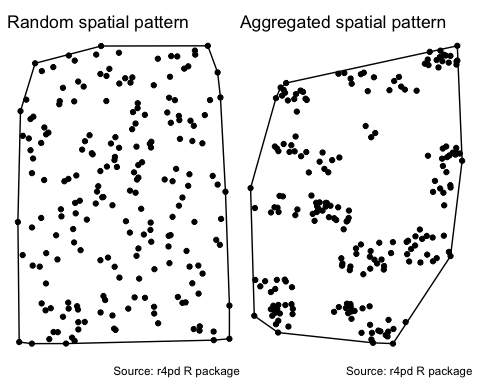 Random spatial pattern
Aggregated spatial pattern
Source: r4pd R package
Source: r4pd R package